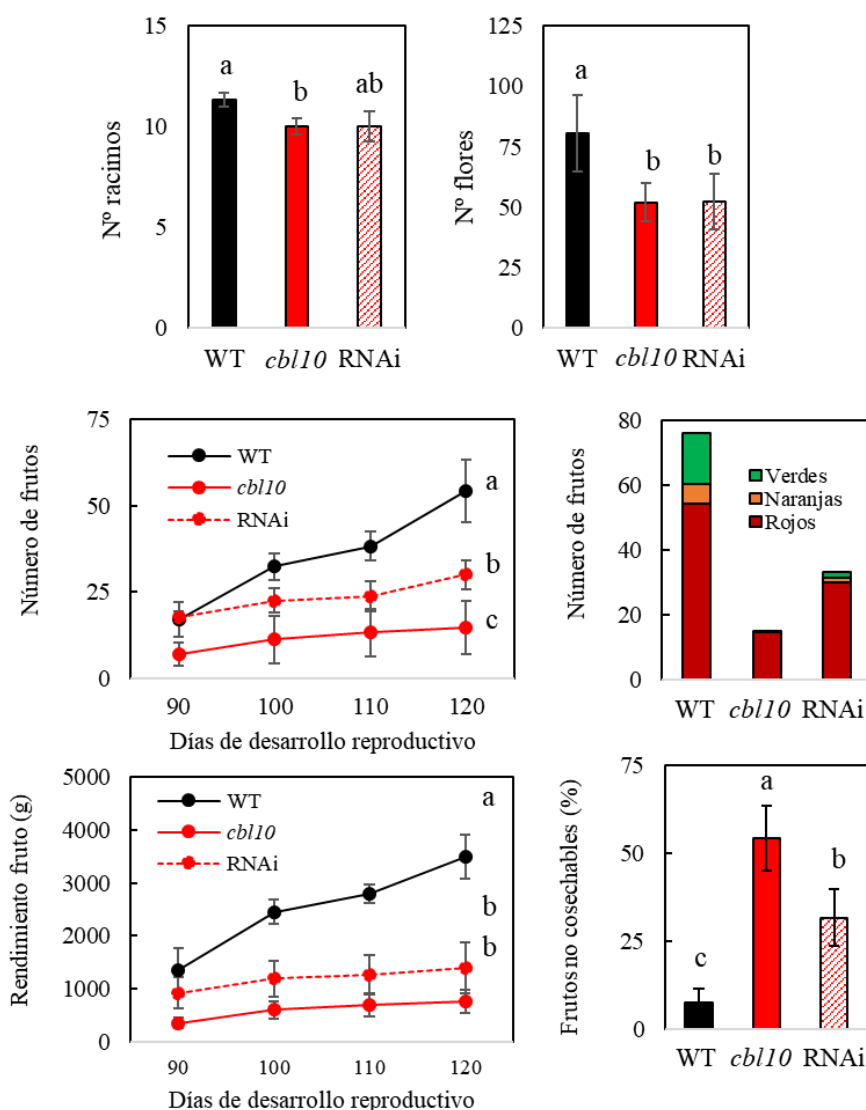 15
10
5
0
Nº racimos
a
b
ab
WT
cbl10
RNAi
125
100
75
50
25
0
Nº flores
a
b
b
WT
cbl10
RNAi
75
50
25
0
Número de frutos
WT
cbl10
RNAi
a
b
c
90
100
110
120
Días de desarrollo reproductivo
80
60
40
20
0
Número de frutos
Verdes
Naranjas
Rojos
WT
cbl10
RNAi
5000
4000
3000
2000
1000
0
Rendimiento fruto (g)
WT
cbl10
RNAi
a
b
b
90
100
110
120
Días de desarrollo reproductivo
75
50
25
0
Frutos no cosechables (%)
c
a
b
WT
cbl10
RNAi